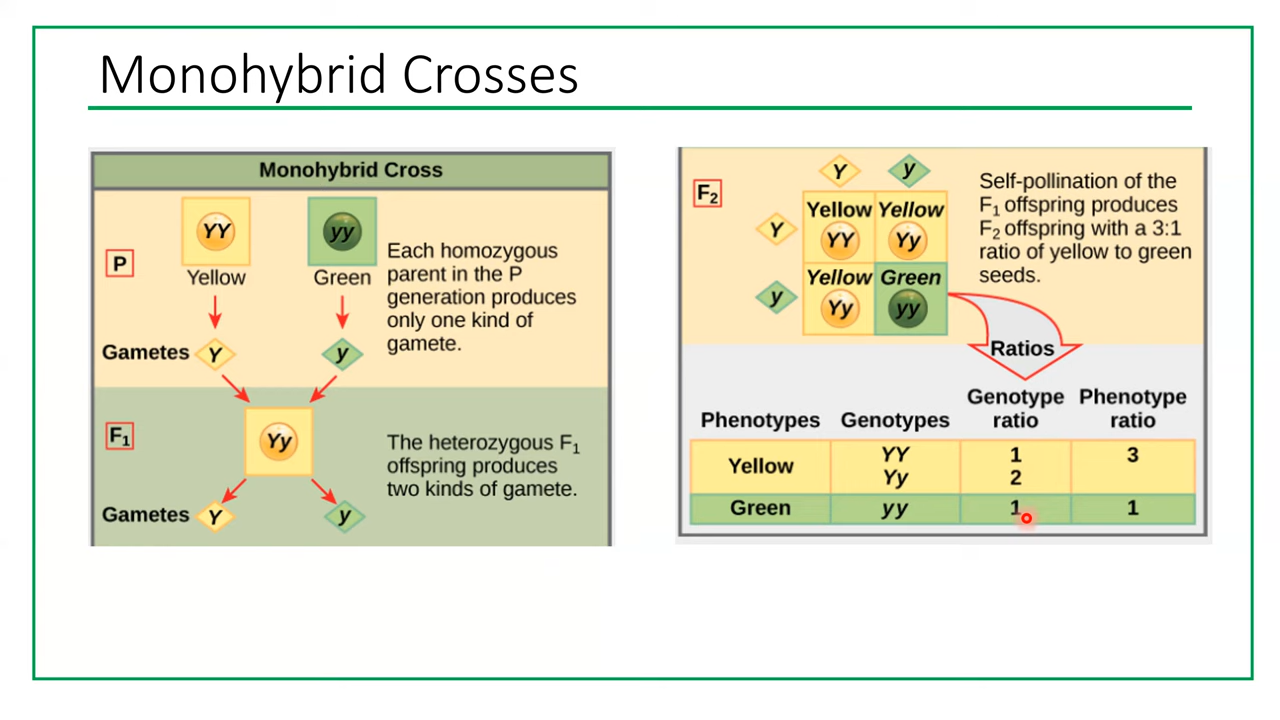 Monohybrid Crosses
Monohybrid Cross
P
YY
yy
Yellow
Green
Each homozygous
parent in the P
generation produces
only one kind of
gamete.
Gametes Y y
F₁
Yy
The heterozygous F₁
offspring produces
two kinds of gamete.
Gametes Y y
F₂
Y y
Y
Yellow Yellow
YY Yy
y
Yellow Green
Yy yy
Self-pollination of the
F₁ offspring produces
F₂ offspring with a 3:1
ratio of yellow to green
seeds.
Ratios
Phenotypes
Genotypes
Genotype
ratio
Phenotype
ratio
Yellow
YY 1 3
Yy 2
Green yy 1 1